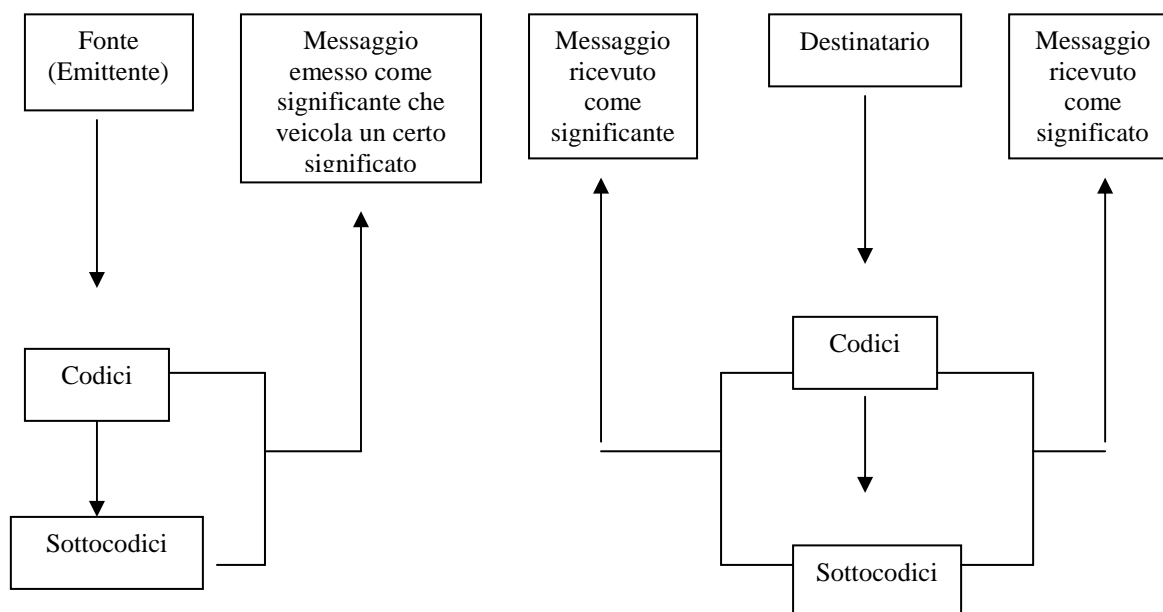 Fonte
(Emittente)
Messaggio
emesso come
significante che
veicola un certo
significato
Messaggio
ricevuto
come
significante
Destinatario
Messaggio
ricevuto
come
significato
Codici
Codici
Sottocodici
Sottocodici